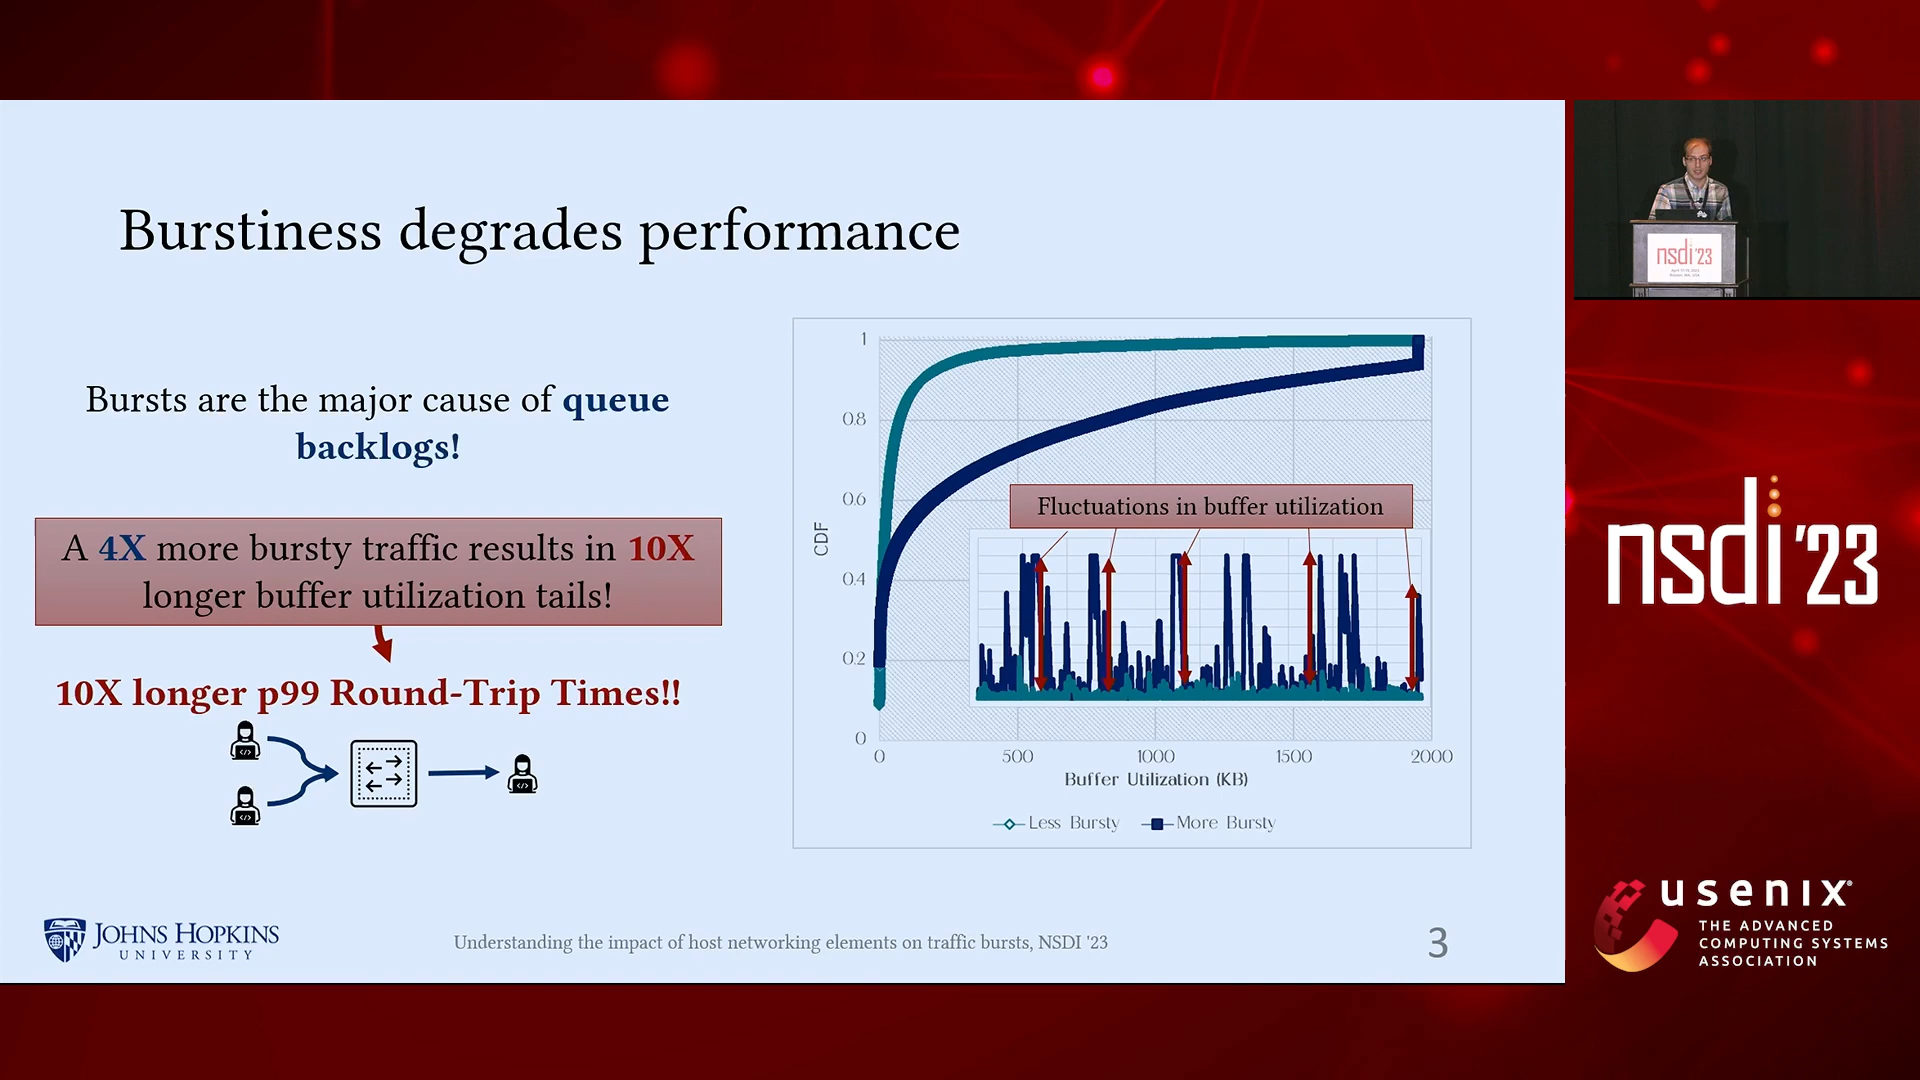 Burstiness degrades performance
Bursts are the major cause of queue
backlogs!
A 4X more bursty traffic results in 10X
longer buffer utilization tails!
10X longer p99 Round-Trip Times!!
CDF
1
0.8
0.6
0.4
0.2
0
0 500 1000 1500 2000
Buffer Utilization (KB)
Fluctuations in buffer utilization
Less Bursty More Bursty
JOHNS HOPKINS
UNIVERSITY
Understanding the impact of host networking elements on traffic bursts, NSDI '23
3
nsdi '23
nsdi '23
usenix®
THE ADVANCED
COMPUTING SYSTEMS
ASSOCIATION